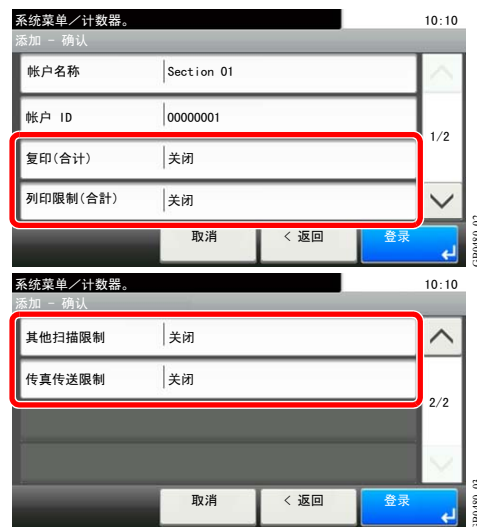 系统菜单／计数器。 10:10
添加 - 确认
帐户名称 Section 01
帐户 ID 00000001
1/2
复印(合计) 关闭
列印限制(合計) 关闭
取消 < 返回 登录
GB0480_02
系统菜单／计数器。 10:10
添加 - 确认
其他扫描限制 关闭
传真传送限制 关闭
2/2
取消 < 返回 登录
GB0480_03